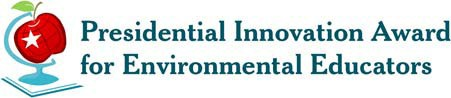 Presidential Innovation Award
for Environmental Educators